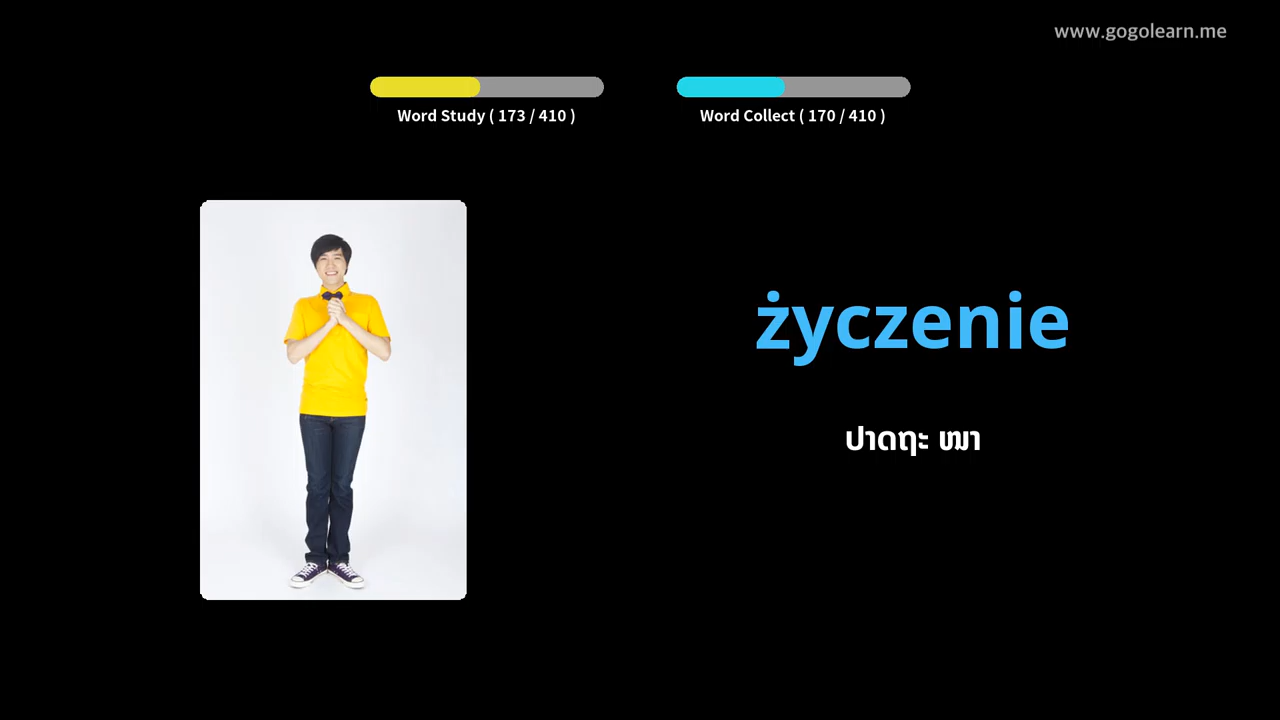 www.gogolearn.me
Word Study ( 173 / 410 )
Word Collect ( 170 / 410 )
życzenie
ປາດຖະ ໜາ